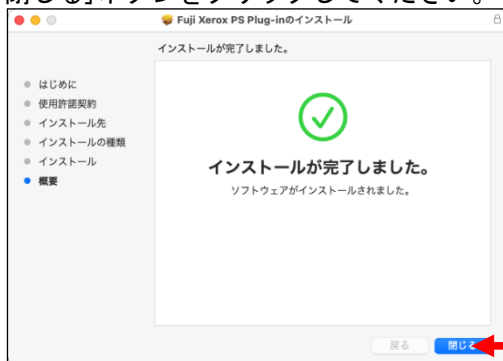 閉じる]ボタンをクリックしてください。
Fuji Xerox PS Plug-inのインストール
インストールが完了しました。
はじめに
使用許諾契約
インストール先
インストールの種類
インストール
概要
インストールが完了しました。
ソフトウェアがインストールされました。
戻る
閉じる